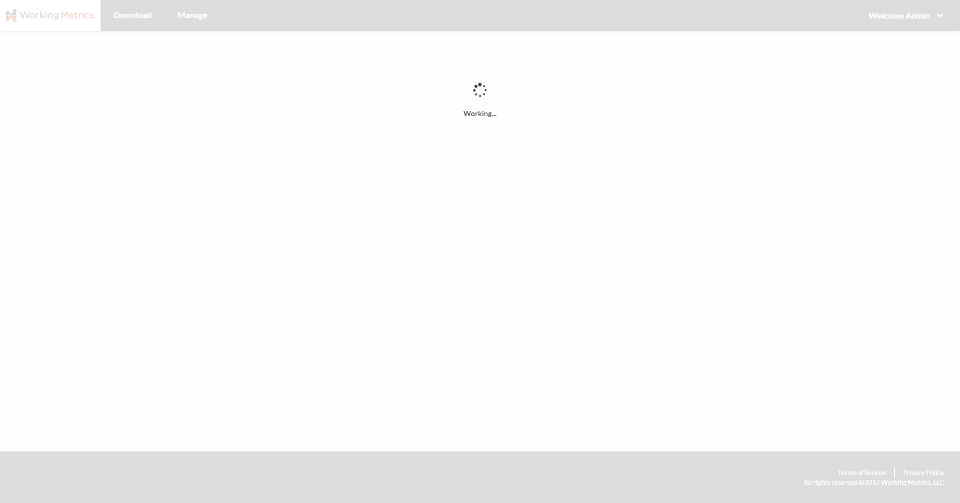 Working Metrics
Download
Manage
Welcome Admin
Working...
Terms of Service
Privacy Policy
All rights reserved ©2017 Working Metrics, LLC